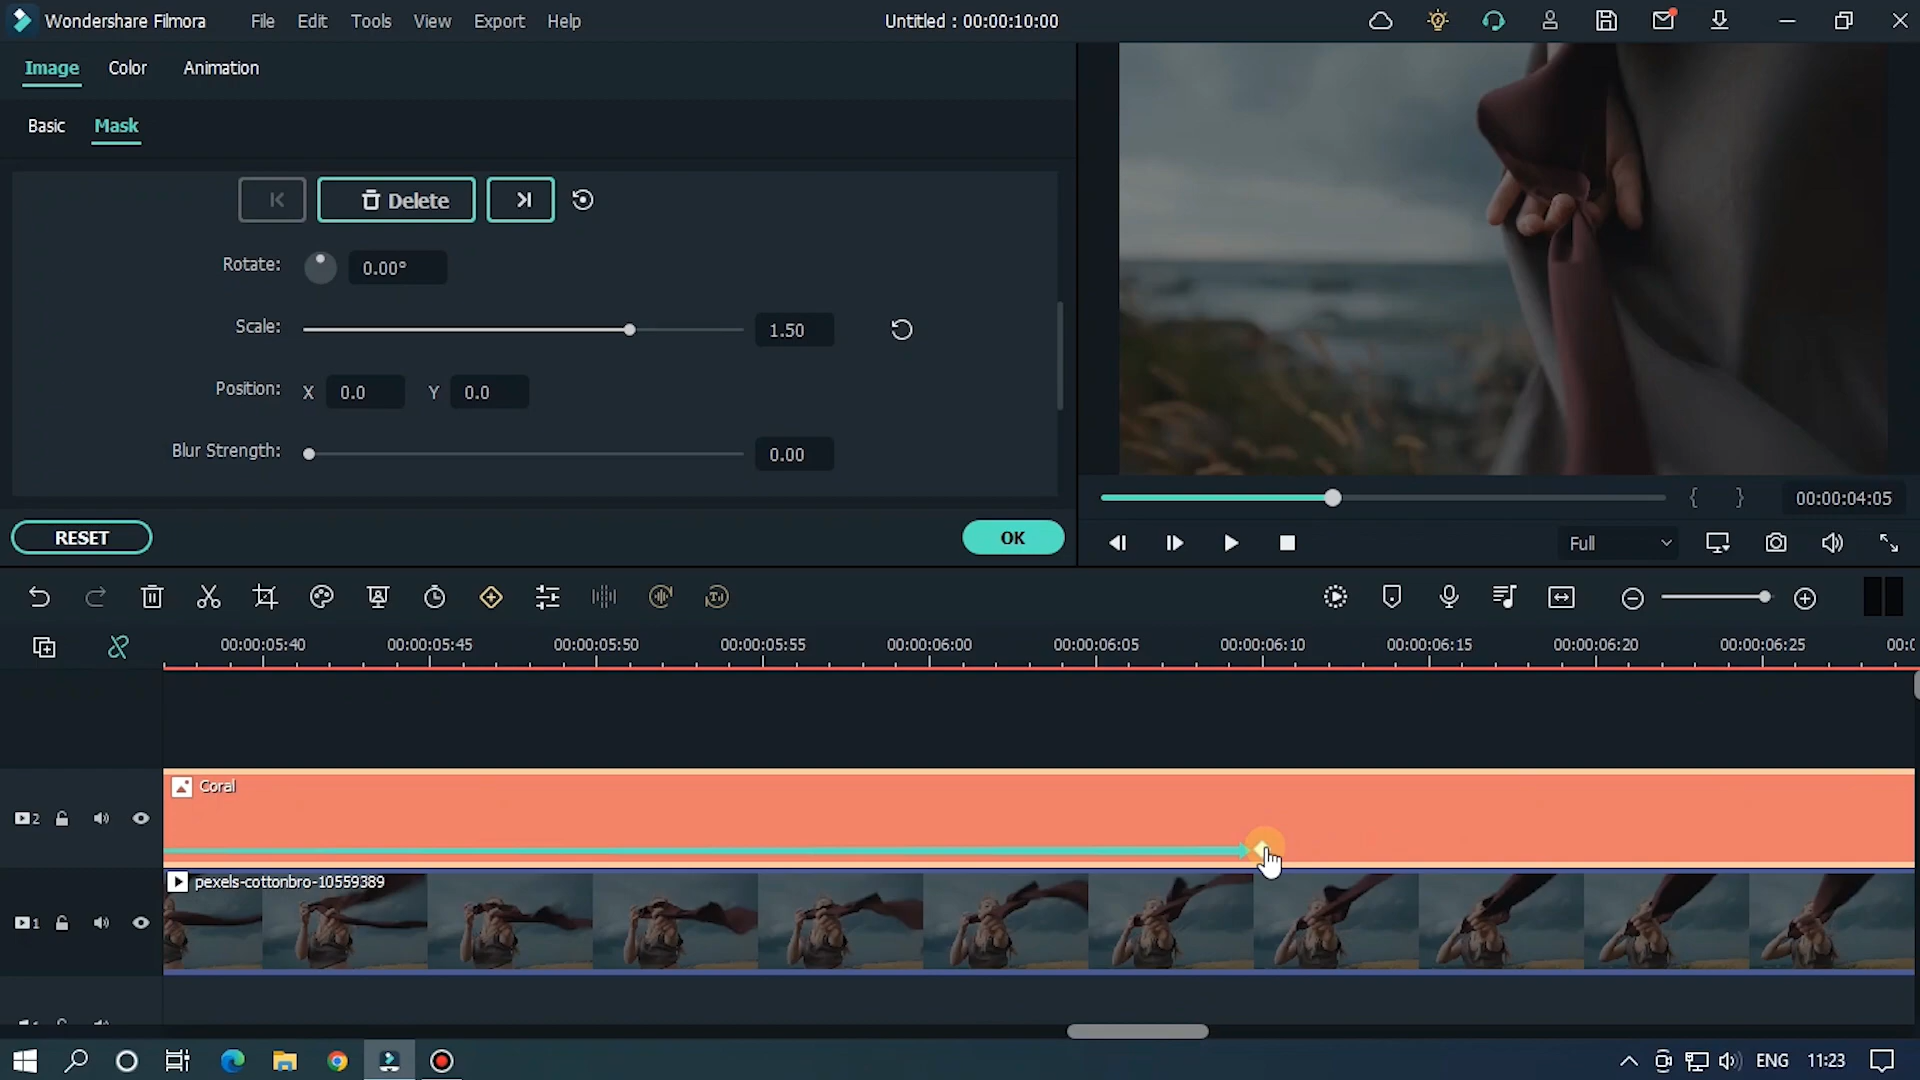 Wondershare Filmora File Edit Tools View Export Help Untitled : 00:00:10:00
Image Color Animation
Basic Mask
Delete
Rotate: 0.00°
Scale: 1.50
Position: X 0.0 Y 0.0
Blur Strength: 0.00
{ } 00:00:04:05
RESET OK
Full
00:00:05:40 00:00:05:45 00:00:05:50 00:00:05:55 00:00:06:00 00:00:06:05 00:00:06:10 00:00:06:15 00:00:06:20 00:00:06:25
Coral
2
pexels-cottonbro-10559389
1
ENG 11:23